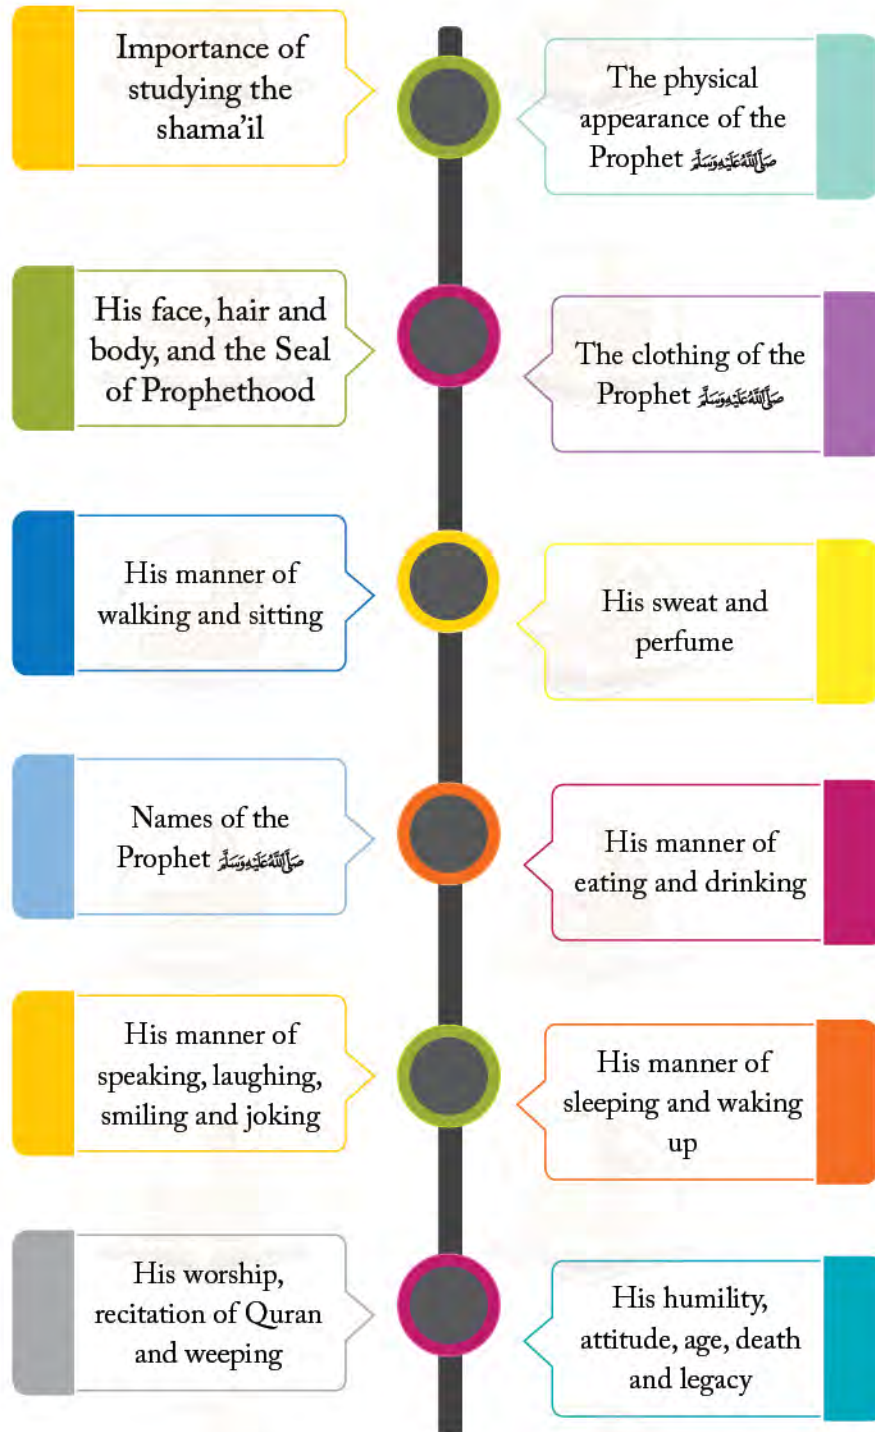 Importance of
studying the
shama'il
The physical
appearance of the
Prophet صَلَّى اللَّهُ عَلَيْهِ وَسَلَّمَ
His face, hair and
body, and the Seal
of Prophethood
The clothing of the
Prophet صَلَّى اللَّهُ عَلَيْهِ وَسَلَّمَ
His manner of
walking and sitting
His sweat and
perfume
Names of the
Prophet صَلَّى اللَّهُ عَلَيْهِ وَسَلَّمَ
His manner of
eating and drinking
His manner of
speaking, laughing,
smiling and joking
His manner of
sleeping and waking
up
His worship,
recitation of Quran
and weeping
His humility,
attitude, age, death
and legacy